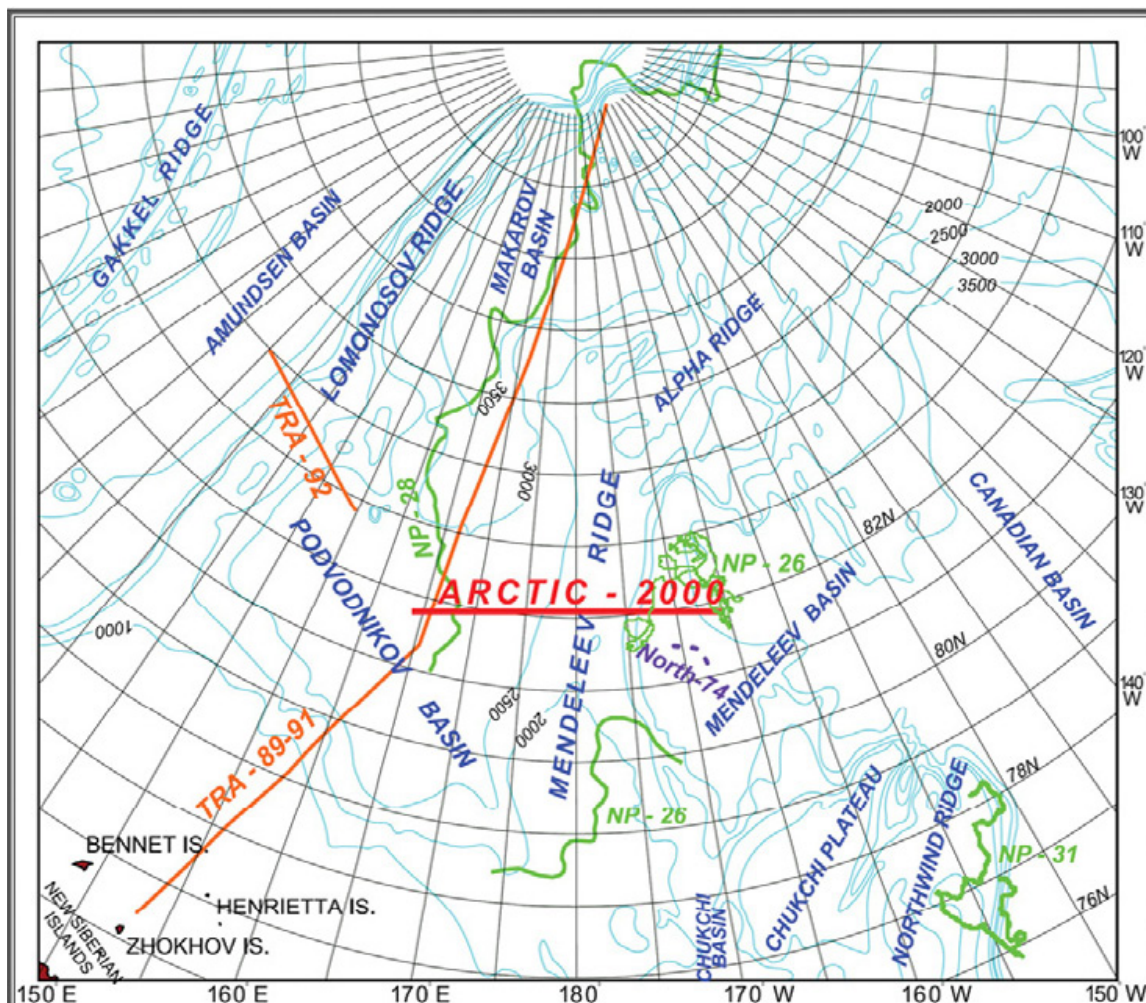 GAKKEL RIDGE
AMUNDSEN BASIN
LOMONOSOV RIDGE
MAKAROV
BASIN
ALPHA RIDGE
100° W
110° W
120° W
130° W
140° W
2000
2500
3000
3500
3500
3000
TRA - 92
NP - 28
PODVODNIKOV
BASIN
MENDELEEV RIDGE
82N
CANADIAN BASIN
NP - 26
ARCTIC - 2000
MENDELEEV BASIN
80N
North-74
1000
2500
2000
TRA - 89-91
NP - 26
CHUKCHI PLATEAU
NORTHWIND RIDGE
78N
NP - 31
76N
CHUKCHI
BASIN
BENNET IS.
HENRIETTA IS.
NEW SIBERIAN
ISLANDS
ZHOKHOV IS.
150° E
160° E
170° E
180°
170° W
160° W
150° W